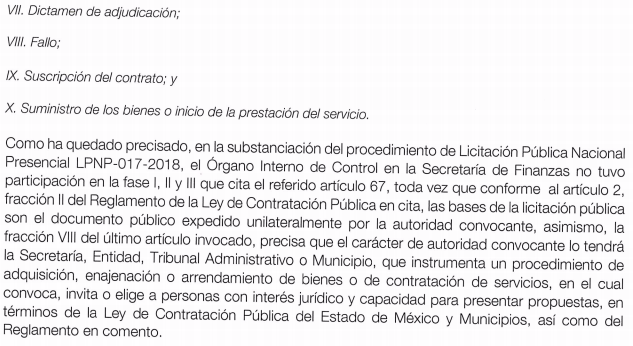 VII. Dictamen de adjudicación;
VIII. Fallo;
IX. Suscripción del contrato; y
X. Suministro de los bienes o inicio de la prestación del servicio.
Como ha quedado precisado, en la substanciación del procedimiento de Licitación Pública Nacional
Presencial LPNP-017-2018, el Órgano Interno de Control en la Secretaría de Finanzas no tuvo
participación en la fase I, II y III que cita el referido artículo 67, toda vez que conforme al artículo 2,
fracción II del Reglamento de la Ley de Contratación Pública en cita, las bases de la licitación pública
son el documento público expedido unilateralmente por la autoridad convocante, asimismo, la
fracción VIII del último artículo invocado, precisa que el carácter de autoridad convocante lo tendrá
la Secretaría, Entidad, Tribunal Administrativo o Municipio, que instrumenta un procedimiento de
adquisición, enajenación o arrendamiento de bienes o de contratación de servicios, en el cual
convoca, invita o elige a personas con interés jurídico y capacidad para presentar propuestas, en
términos de la Ley de Contratación Pública del Estado de México y Municipios, así como del
Reglamento en comento.